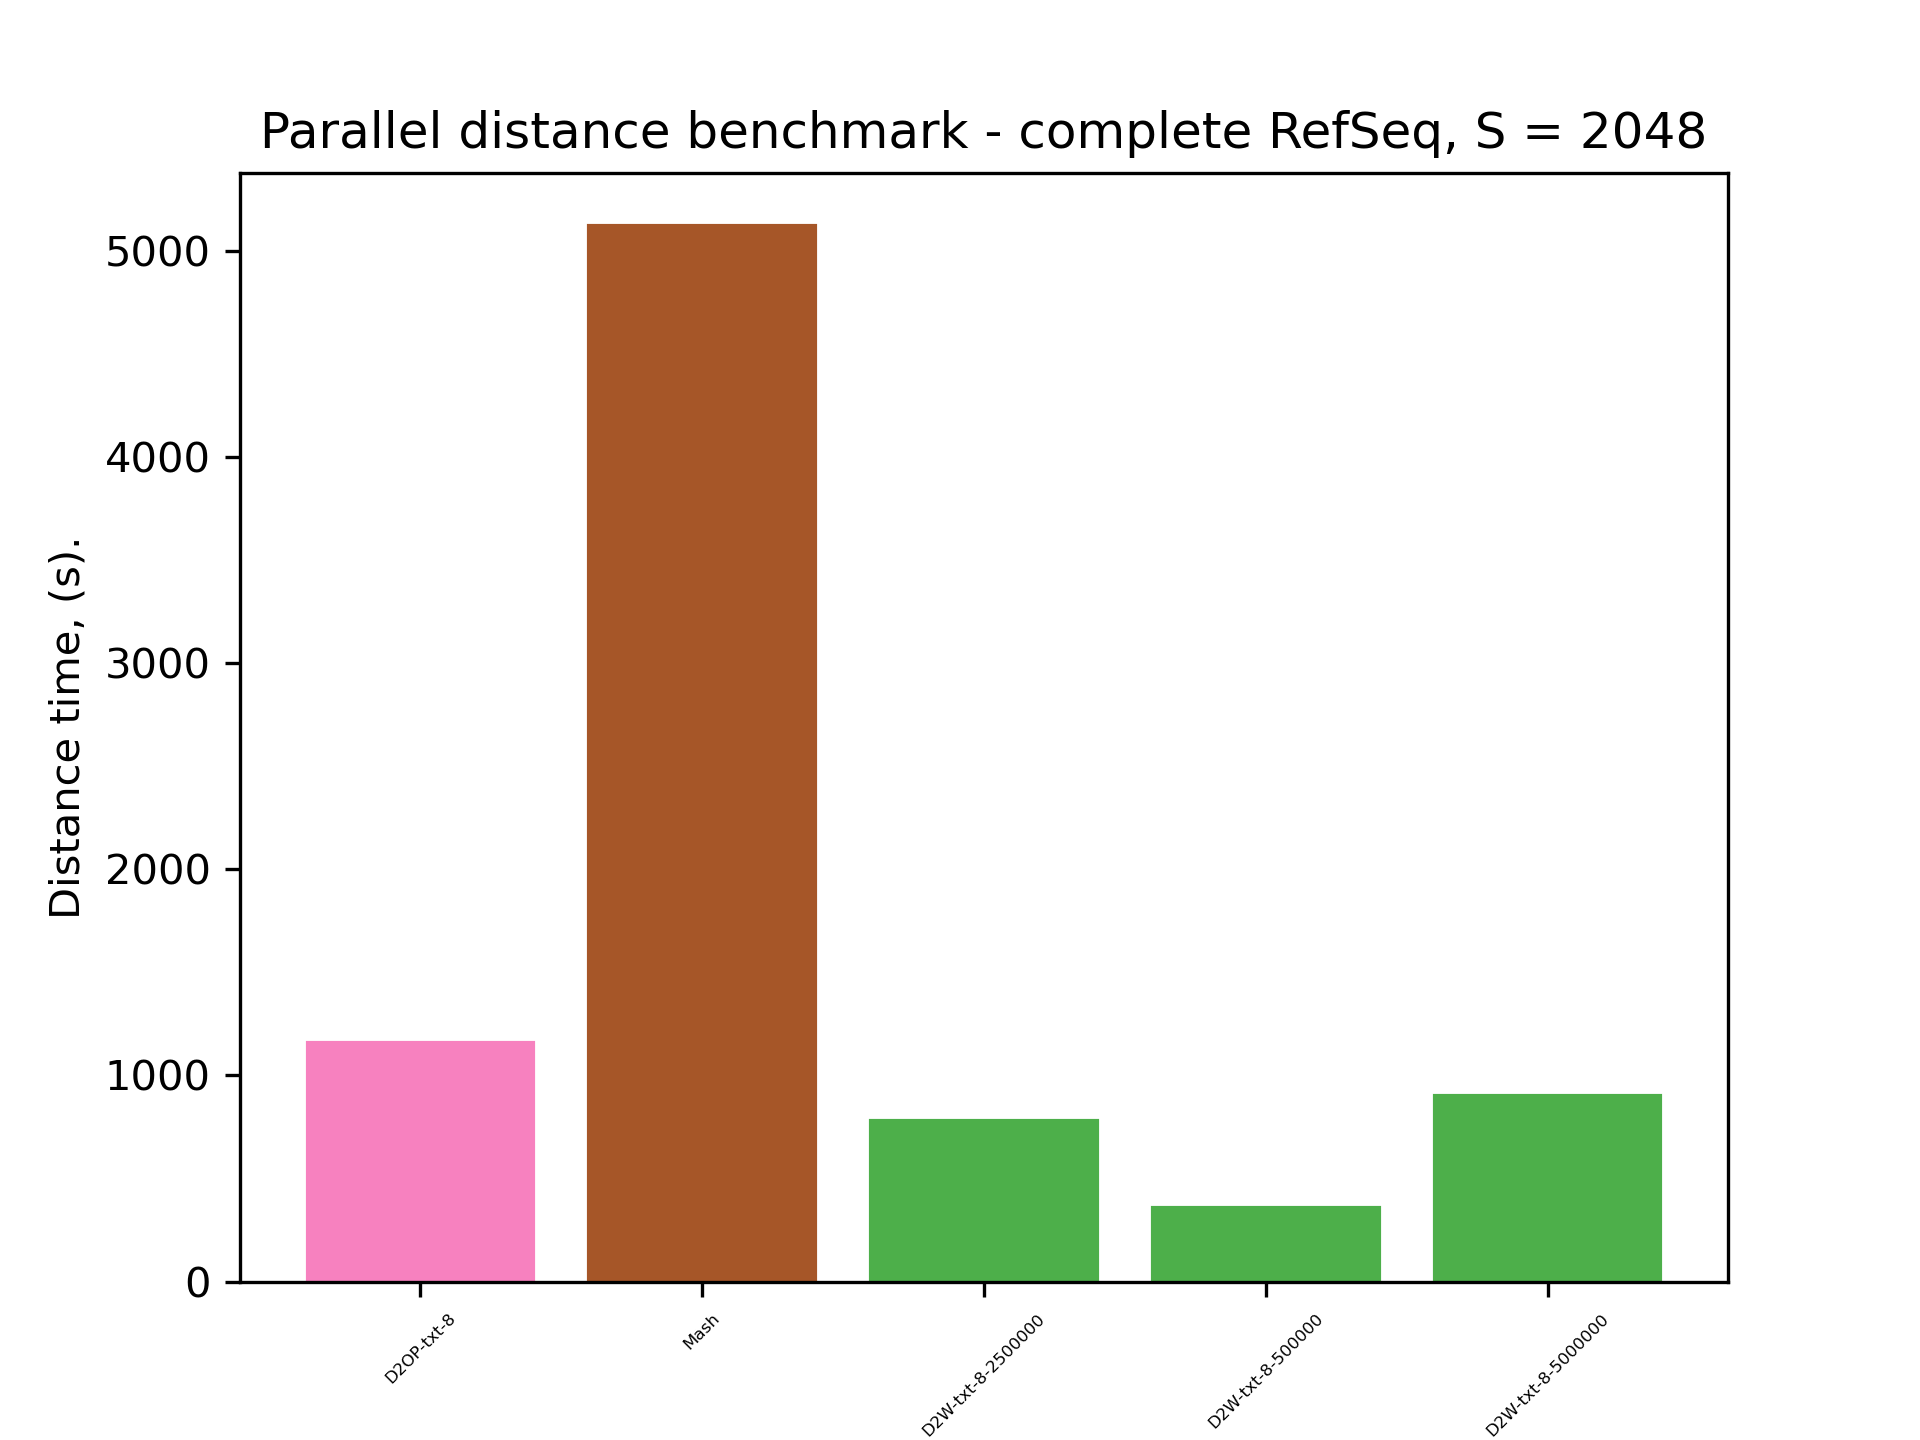 Parallel distance benchmark - complete RefSeq, S = 2048
Distance time, (s).
5000
4000
3000
2000
1000
0
D2OP-txt-8
Mash
D2W-txt-8-2500000
D2W-txt-8-500000
D2W-txt-8-5000000